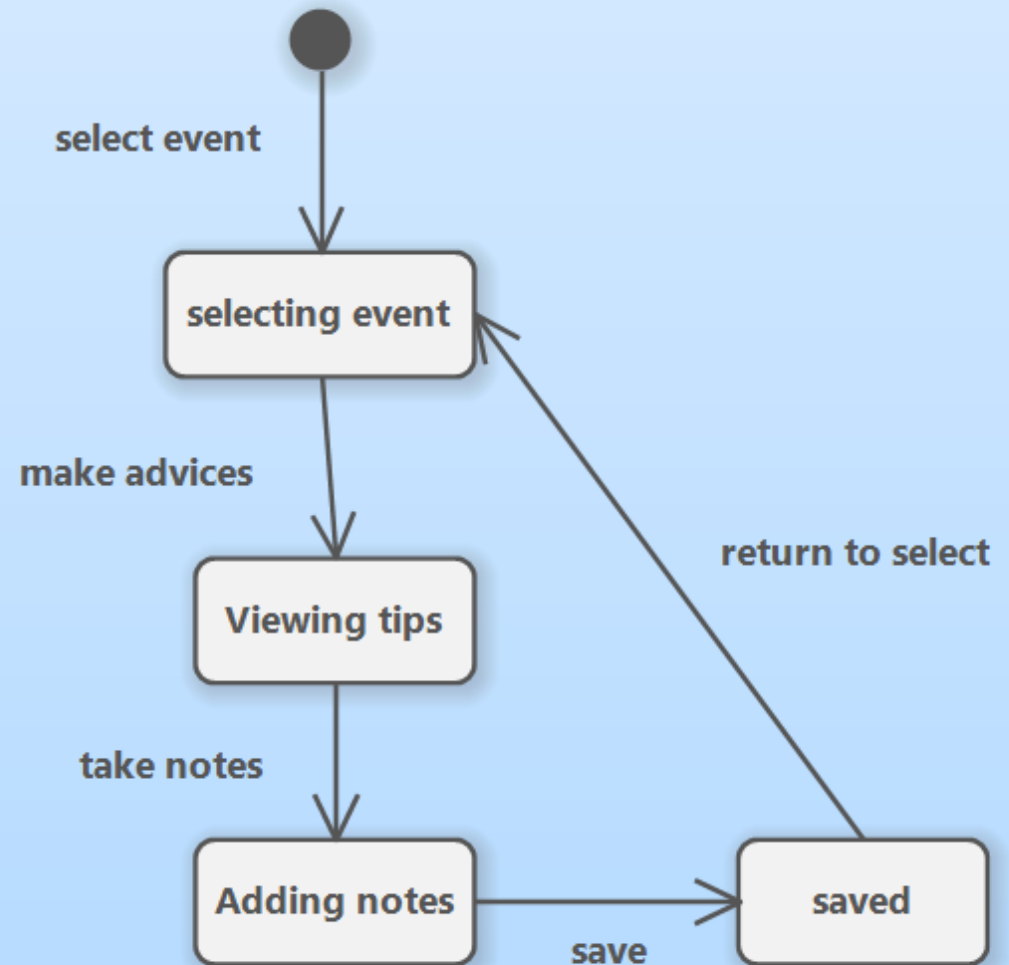 select event
selecting event
make advices
return to select
Viewing tips
take notes
Adding notes
saved
save